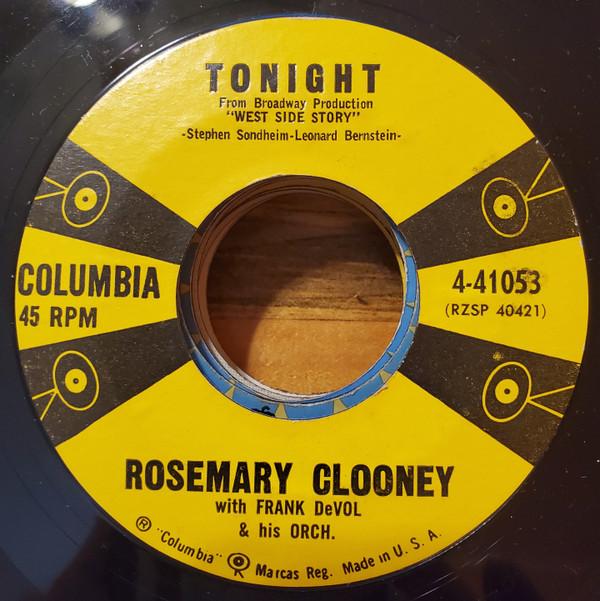 TONIGHT
From Broadway Production
"WEST SIDE STORY"
-Stephen Sondheim-Leonard Bernstein-
COLUMBIA
45 RPM
4-41053
(RZSP 40421)
ROSEMARY CLOONEY
with FRANK DeVOL
& his ORCH.
® "Columbia" Marcas Reg. Made in U. S. A.